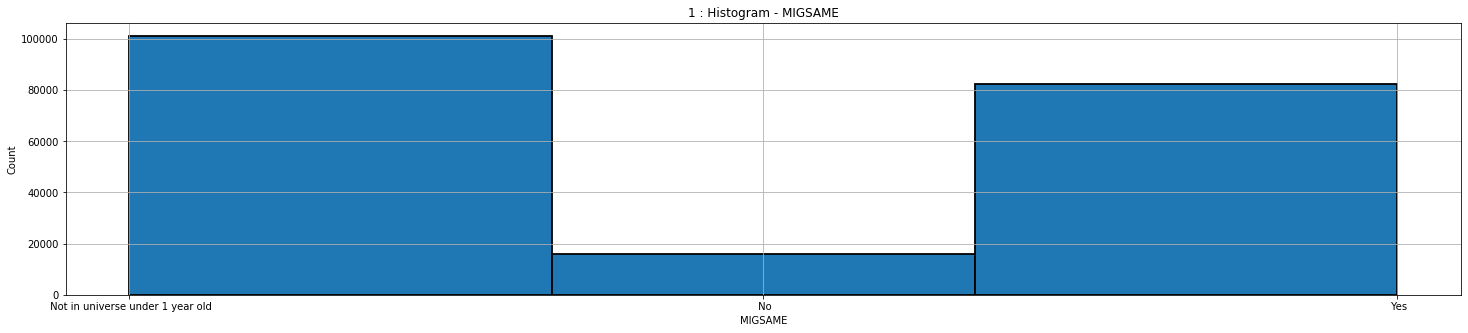 1 : Histogram - MIGSAME
100000
80000
60000
40000
20000
0
Count
Not in universe under 1 year old No Yes
MIGSAME